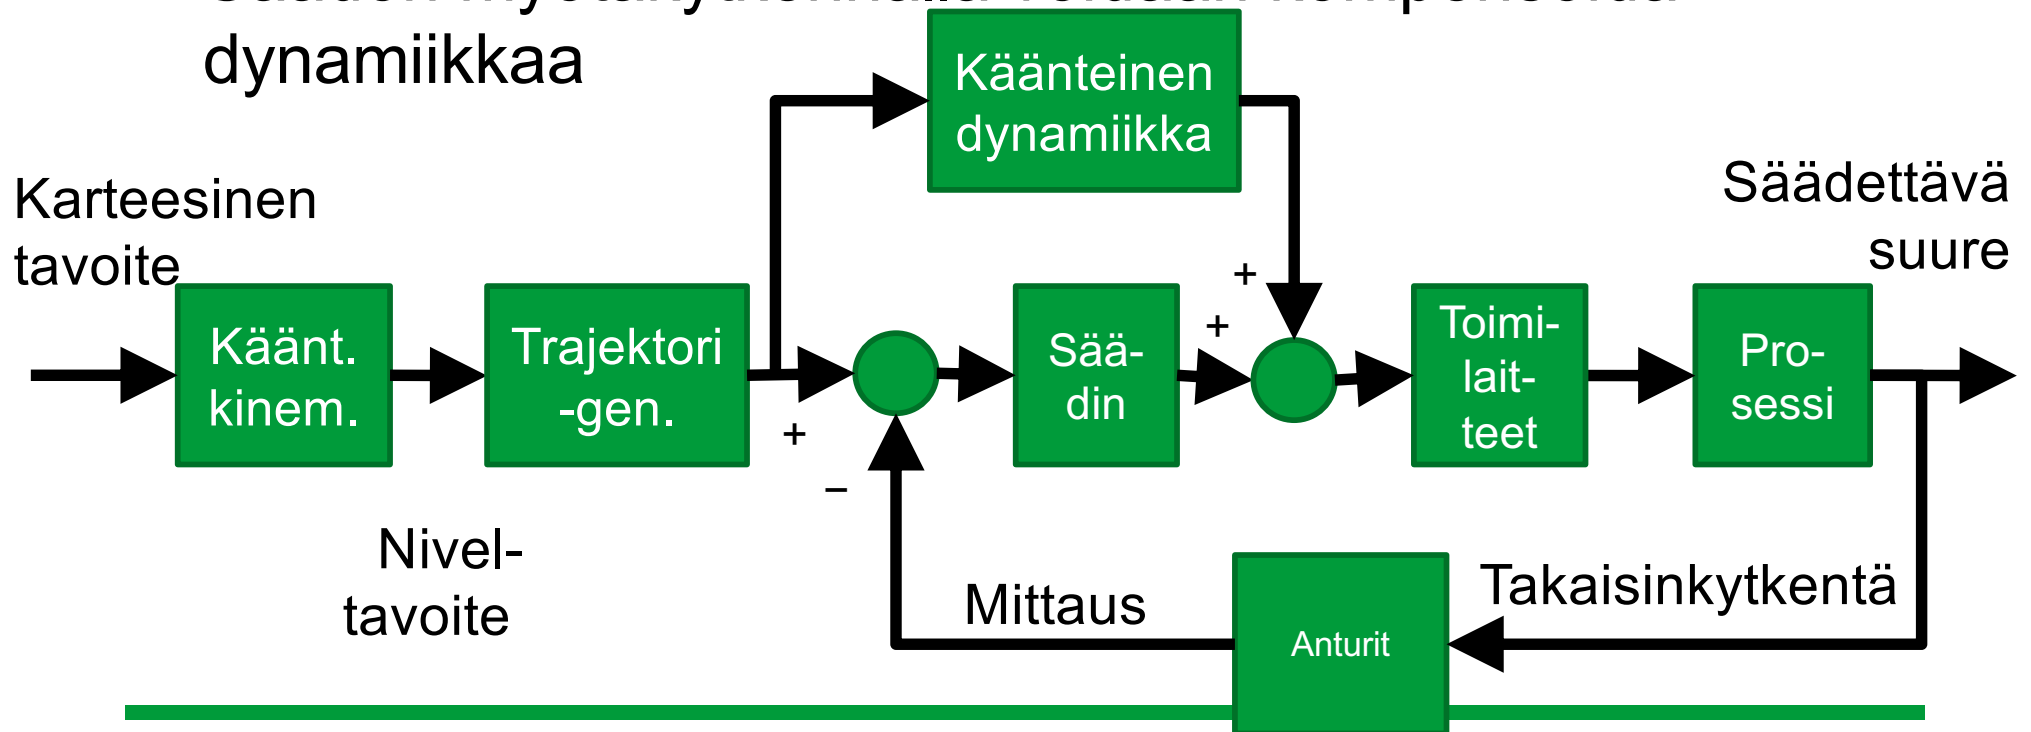 dynamiikkaa
Käänteinen
dynamiikka
Karteesinen
tavoite
Säädettävä
suure
Käänt.
kinem.
Trajektori
-gen.
+
−
Sää-
din
+
+
Toimi-
lait-
teet
Pro-
sessi
Nivel-
tavoite
Mittaus
Anturit
Takaisinkytkentä